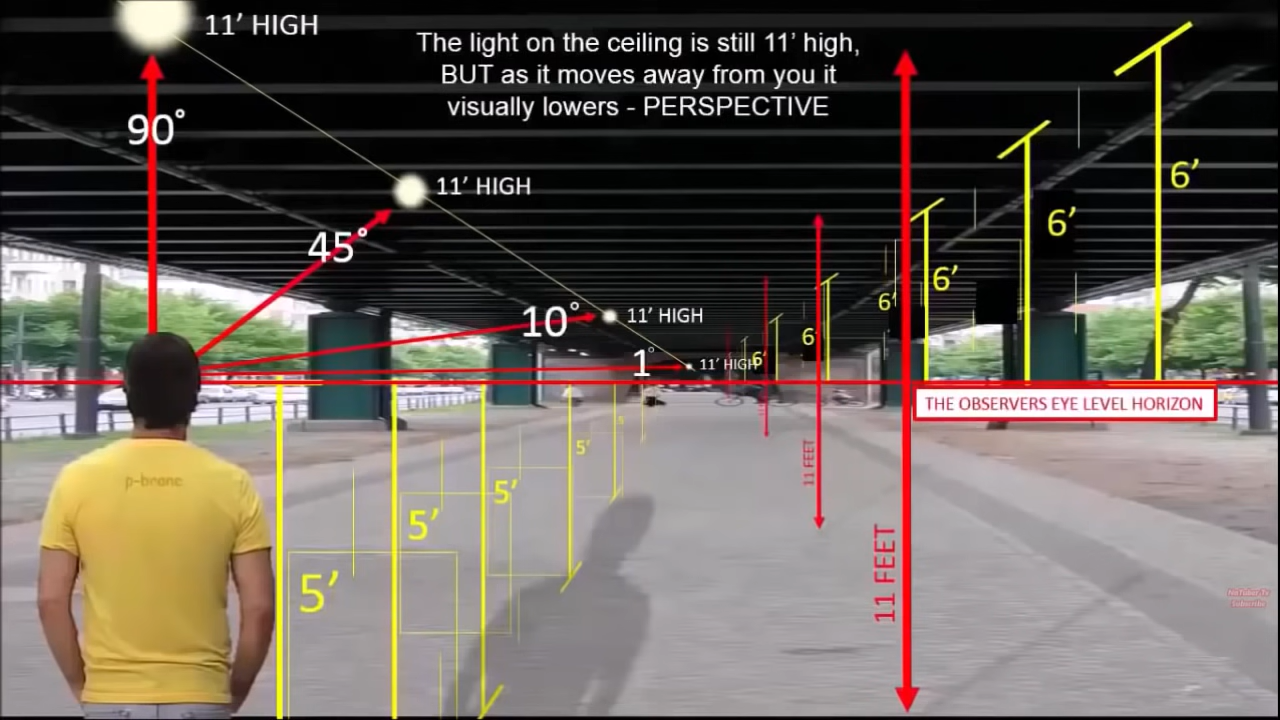 11' HIGH
The light on the ceiling is still 11' high,
BUT as it moves away from you it
visually lowers - PERSPECTIVE
90°
11' HIGH
45°
6'
6'
6'
6'
10°
11' HIGH
6'
1°
11' HIGH
6'
THE OBSERVERS EYE LEVEL HORIZON
5'
5'
11 FEET
p-brane
5'
5'
5'
11 FEET
Subscribe